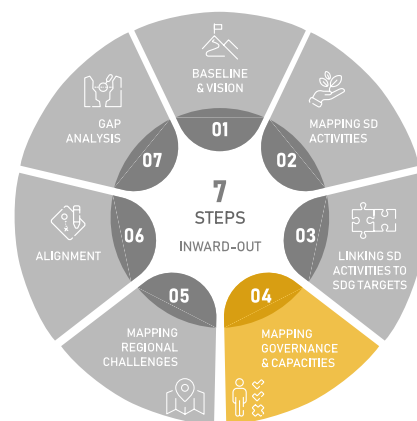 BASELINE
& VISION
01
MAPPING SD
ACTIVITIES
02
LINKING SD
ACTIVITIES TO
SDG TARGETS
03
MAPPING
GOVERNANCE
& CAPACITIES
04
MAPPING
REGIONAL
CHALLENGES
05
ALIGNMENT
06
GAP
ANALYSIS
07
7
STEPS
INWARD-OUT